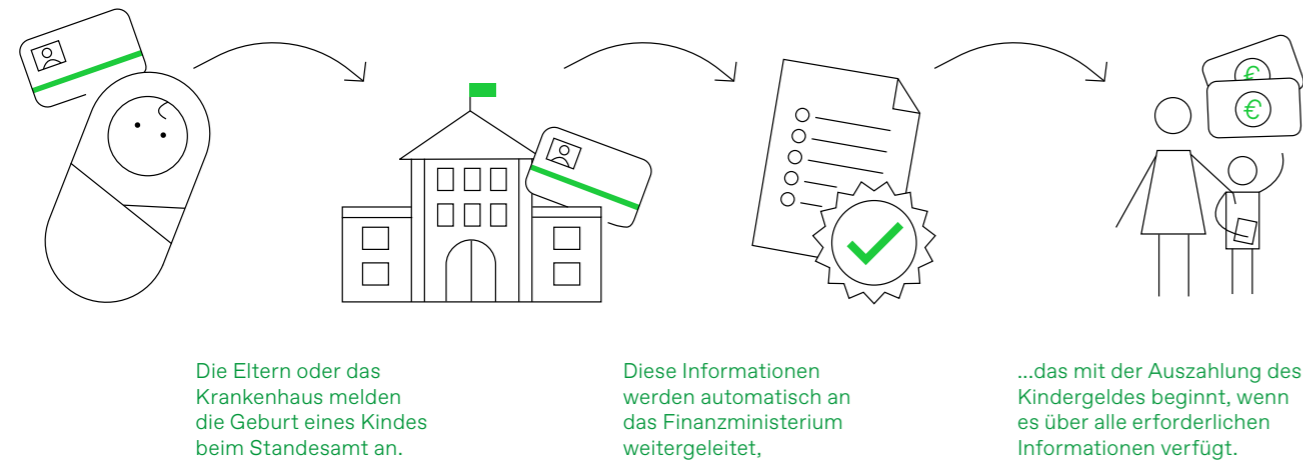 €
€
Die Eltern oder das
Krankenhaus melden
die Geburt eines Kindes
beim Standesamt an.
Diese Informationen
werden automatisch an
das Finanzministerium
weitergeleitet,
...das mit der Auszahlung des
Kindergeldes beginnt, wenn
es über alle erforderlichen
Informationen verfügt.